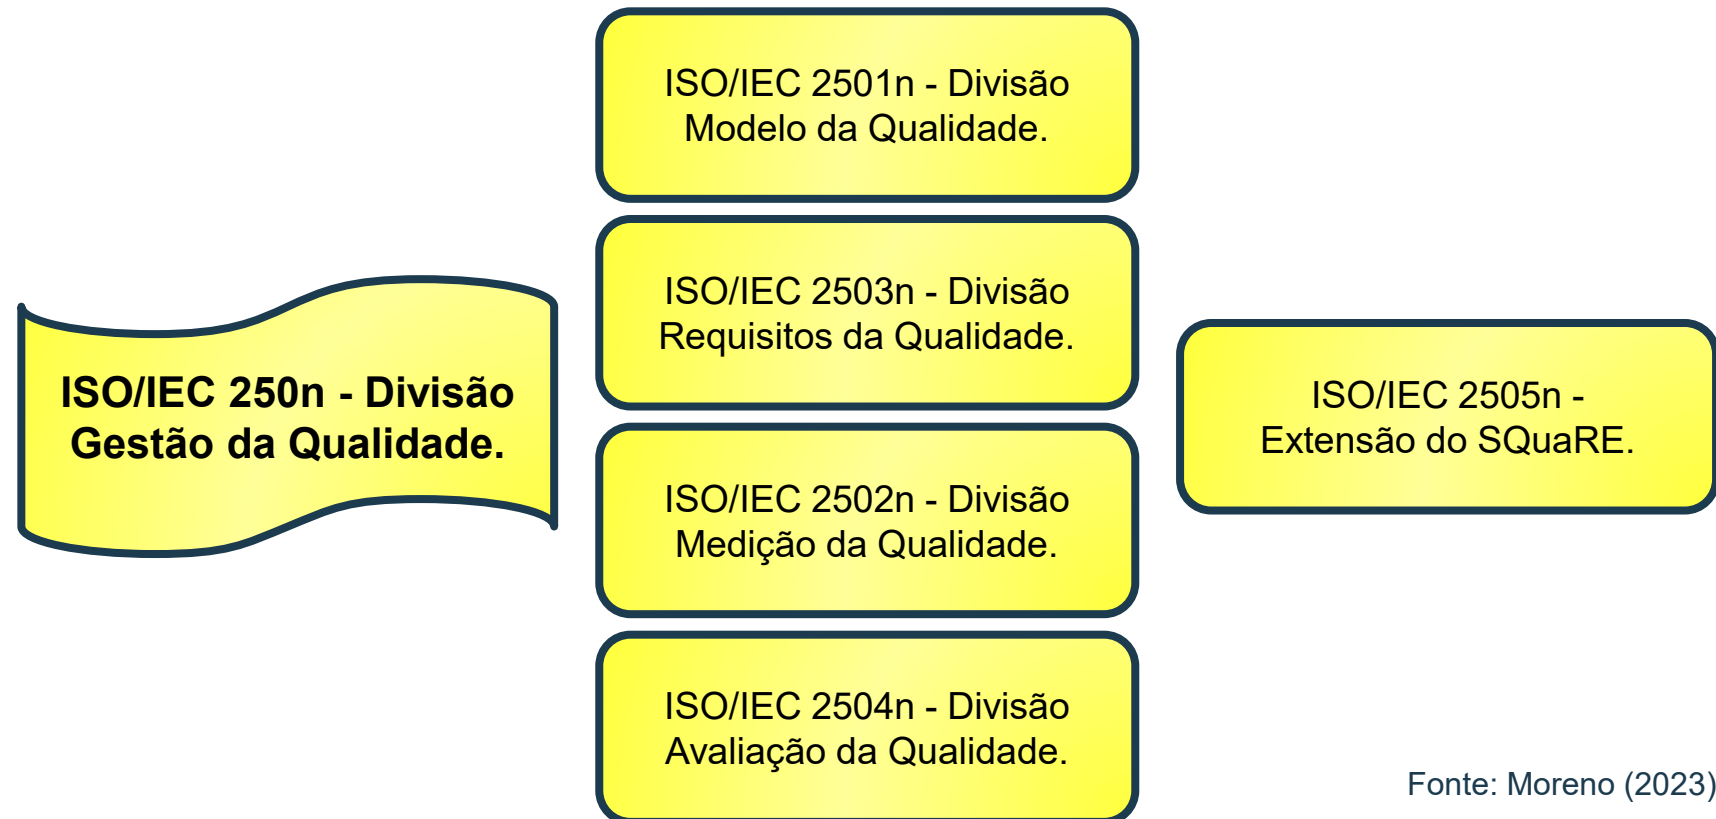 ISO/IEC 250n - Divisão
Gestão da Qualidade.
ISO/IEC 2501n - Divisão
Modelo da Qualidade.
ISO/IEC 2503n - Divisão
Requisitos da Qualidade.
ISO/IEC 2502n - Divisão
Medição da Qualidade.
ISO/IEC 2504n - Divisão
Avaliação da Qualidade.
ISO/IEC 2505n -
Extensão do SQuaRE.
Fonte: Moreno (2023)